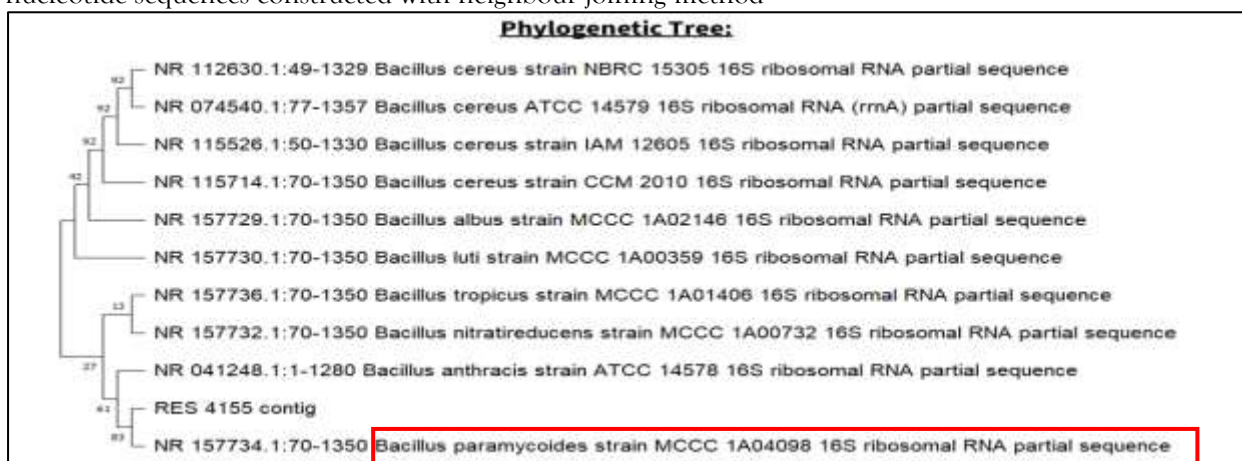 nucleotide sequences constructed with neighbour joining method
Phylogenetic Tree:
92
NR 112630.1:49-1329 Bacillus cereus strain NBRC 15305 16S ribosomal RNA partial sequence
92
NR 074540.1:77-1357 Bacillus cereus ATCC 14579 16S ribosomal RNA (rrnA) partial sequence
92
NR 115526.1:50-1330 Bacillus cereus strain IAM 12605 16S ribosomal RNA partial sequence
42
NR 115714.1:70-1350 Bacillus cereus strain CCM 2010 16S ribosomal RNA partial sequence
NR 157729.1:70-1350 Bacillus albus strain MCCC 1A02146 16S ribosomal RNA partial sequence
NR 157730.1:70-1350 Bacillus luti strain MCCC 1A00359 16S ribosomal RNA partial sequence
13
NR 157736.1:70-1350 Bacillus tropicus strain MCCC 1A01406 16S ribosomal RNA partial sequence
NR 157732.1:70-1350 Bacillus nitratireducens strain MCCC 1A00732 16S ribosomal RNA partial sequence
NR 041248.1:1-1280 Bacillus anthracis strain ATCC 14578 16S ribosomal RNA partial sequence
61
RES 4155 contig
83
NR 157734.1:70-1350 Bacillus paramycoides strain MCCC 1A04098 16S ribosomal RNA partial sequence